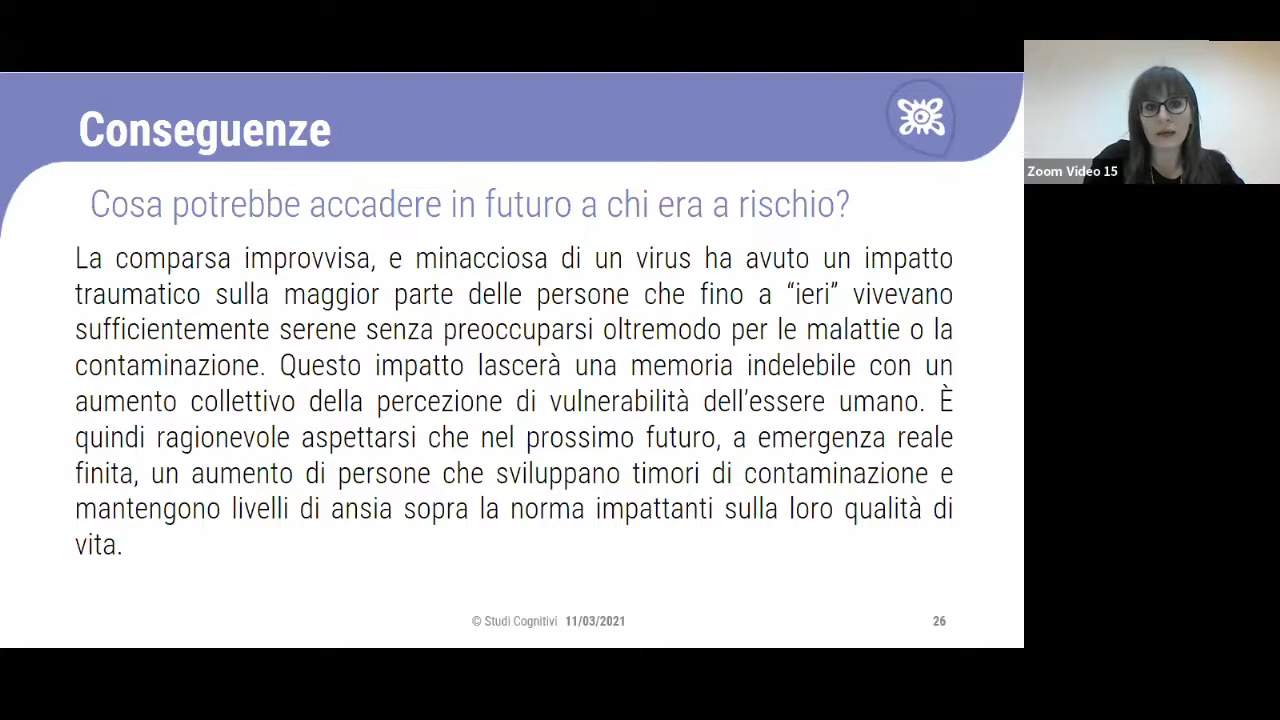 Conseguenze
Cosa potrebbe accadere in futuro a chi era a rischio?
La comparsa improvvisa, e minacciosa di un virus ha avuto un impatto
traumatico sulla maggior parte delle persone che fino a “ieri” vivevano
sufficientemente serene senza preoccuparsi oltremodo per le malattie o la
contaminazione. Questo impatto lascerà una memoria indelebile con un
aumento collettivo della percezione di vulnerabilità dell’essere umano. È
quindi ragionevole aspettarsi che nel prossimo futuro, a emergenza reale
finita, un aumento di persone che sviluppano timori di contaminazione e
mantengono livelli di ansia sopra la norma impattanti sulla loro qualità di
vita.
© Studi Cognitivi 11/03/2021
26
Zoom Video 15